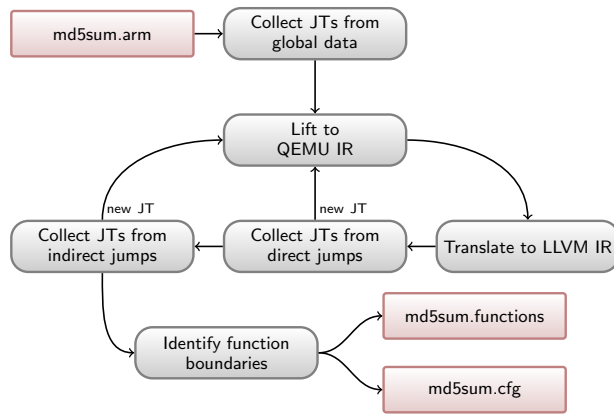 md5sum.arm
Collect JTs from
global data
Lift to
QEMU IR
new JT
new JT
Collect JTs from
indirect jumps
Collect JTs from
direct jumps
Translate to LLVM IR
Identify function
boundaries
md5sum.functions
md5sum.cfg